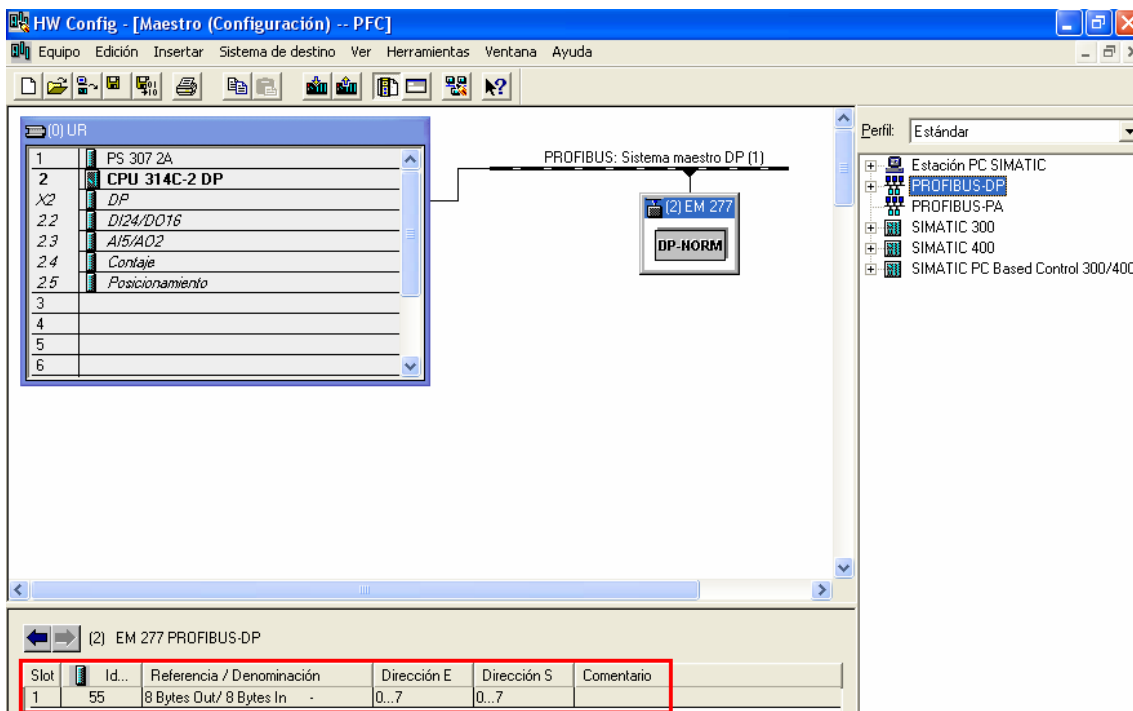 HW Config - [Maestro (Configuración) -- PFC]
Equipo Edición Insertar Sistema de destino Ver Herramientas Ventana Ayuda
(0) UR
1 PS 307 2A
2 CPU 314C-2 DP
X2 DP
2.2 DI24/DO16
2.3 AI5/AO2
2.4 Contaje
2.5 Posicionamiento
3
4
5
6
PROFIBUS: Sistema maestro DP (1)
(2) EM 277
DP-NORM
Perfil: Estándar
Estación PC SIMATIC
PROFIBUS-DP
PROFIBUS-PA
SIMATIC 300
SIMATIC 400
SIMATIC PC Based Control 300/400
(2) EM 277 PROFIBUS-DP
Slot Id... Referencia / Denominación Dirección E Dirección S Comentario
1 55 8 Bytes Out/ 8 Bytes In - 0...7 0...7